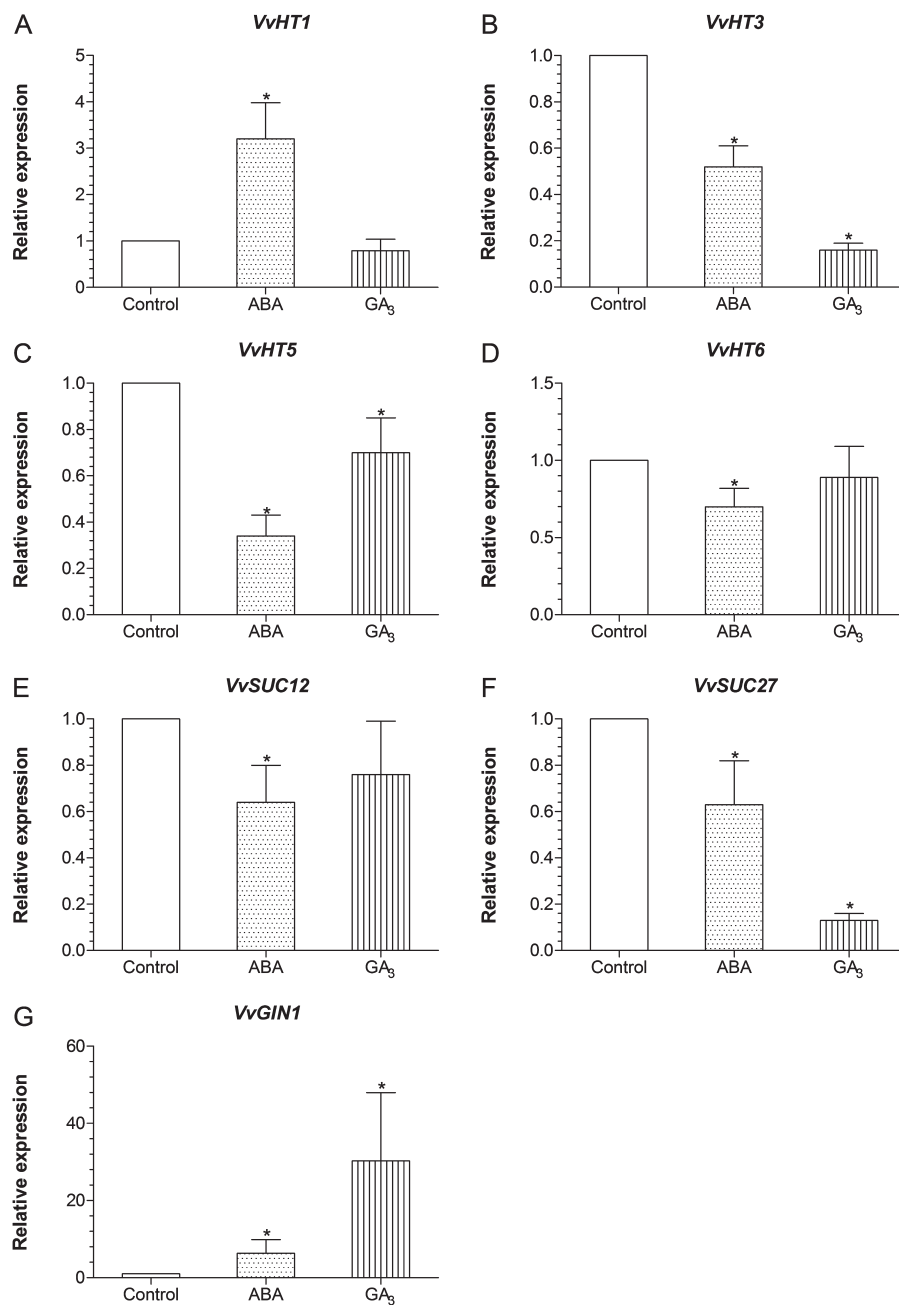 A
VvHT1
Relative expression
5
4
3
2
1
0
*
Control
ABA
GA3
B
VvHT3
Relative expression
1.0
0.8
0.6
0.4
0.2
0.0
*
*
Control
ABA
GA3
C
VvHT5
Relative expression
1.0
0.8
0.6
0.4
0.2
0.0
*
*
Control
ABA
GA3
D
VvHT6
Relative expression
1.5
1.0
0.5
0.0
*
Control
ABA
GA3
E
VvSUC12
Relative expression
1.0
0.8
0.6
0.4
0.2
0.0
*
Control
ABA
GA3
F
VvSUC27
Relative expression
1.0
0.8
0.6
0.4
0.2
0.0
*
*
Control
ABA
GA3
G
VvGIN1
Relative expression
60
40
20
0
*
*
Control
ABA
GA3